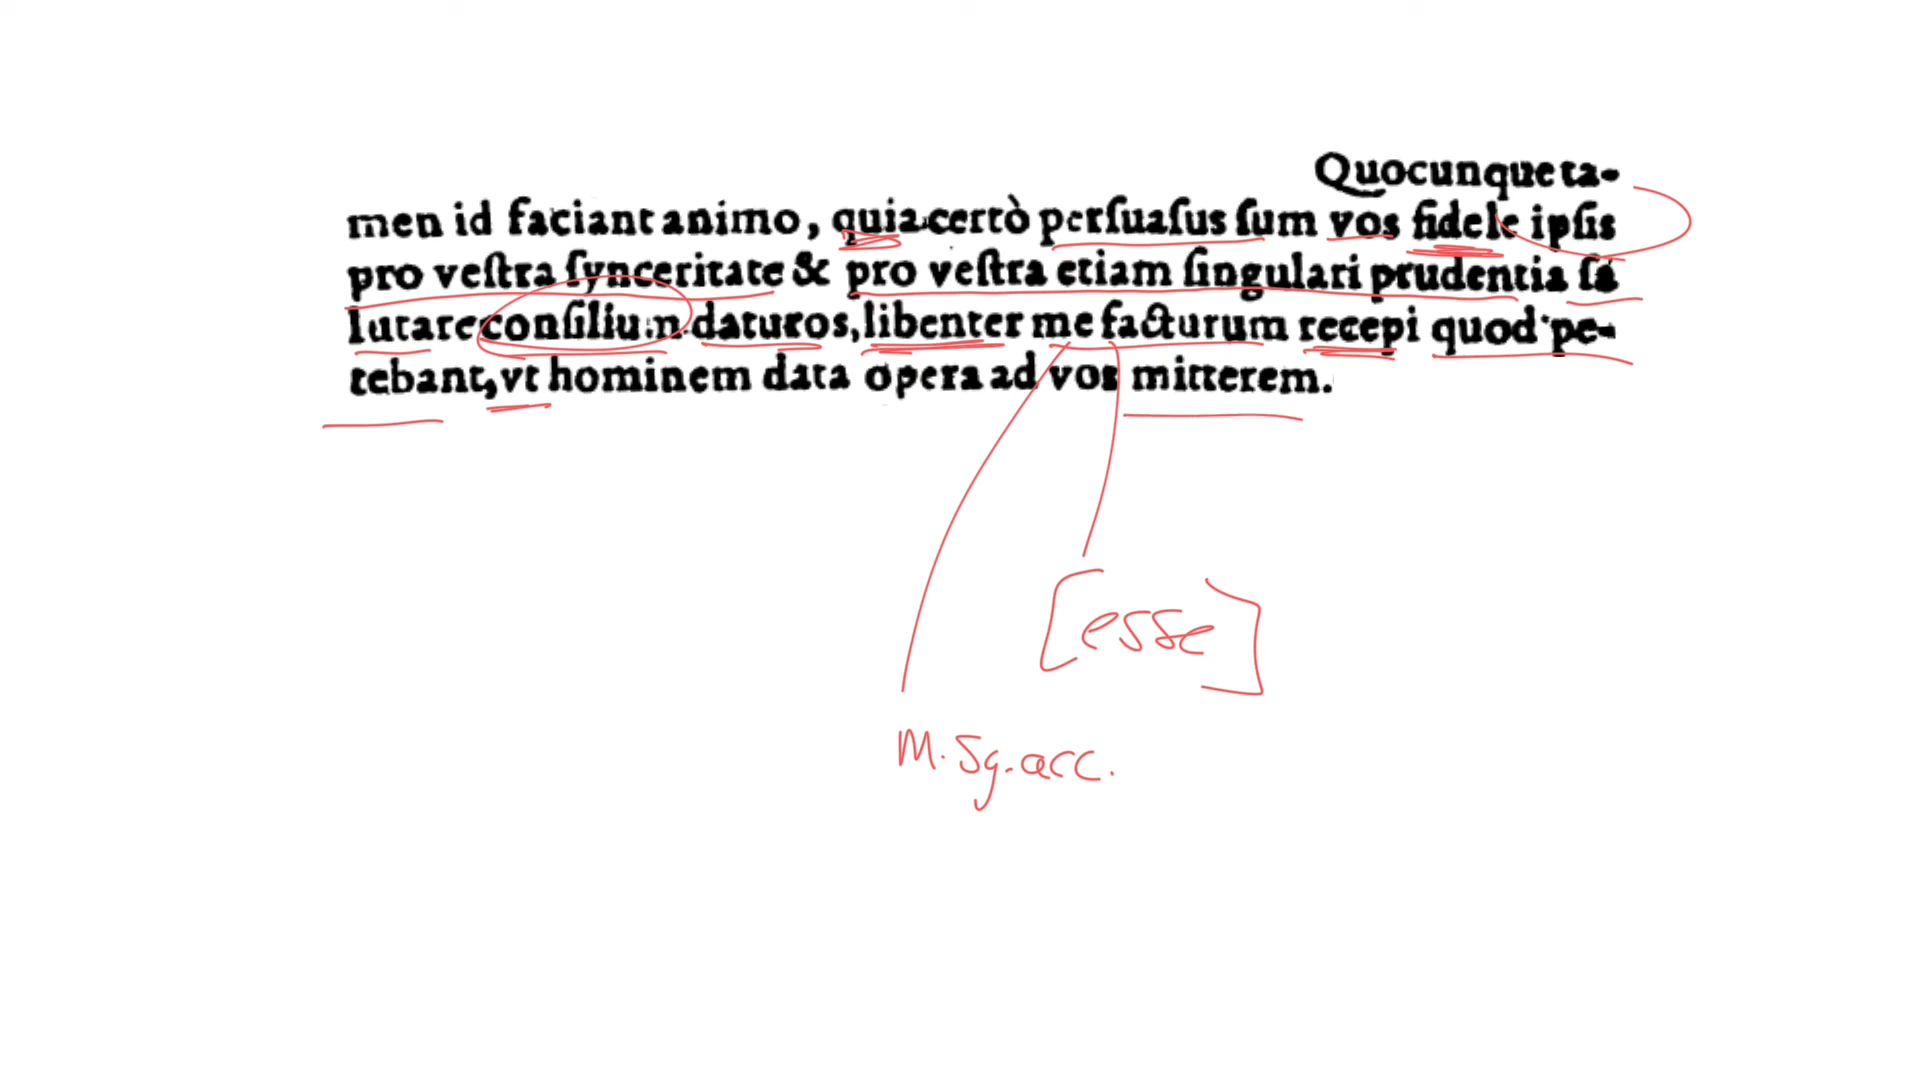 Quocunque ta-
men id faciant animo, quia certò perſuaſus ſum vos fidele ipſis
pro veſtra ſynceritate & pro veſtra etiam ſingulari prudentia ſa
lutare conſilium daturos, libenter me facturum recepi quod pe-
tebant, vt hominem data opera ad vos mitterem.
[esse]
M. Sg. acc.